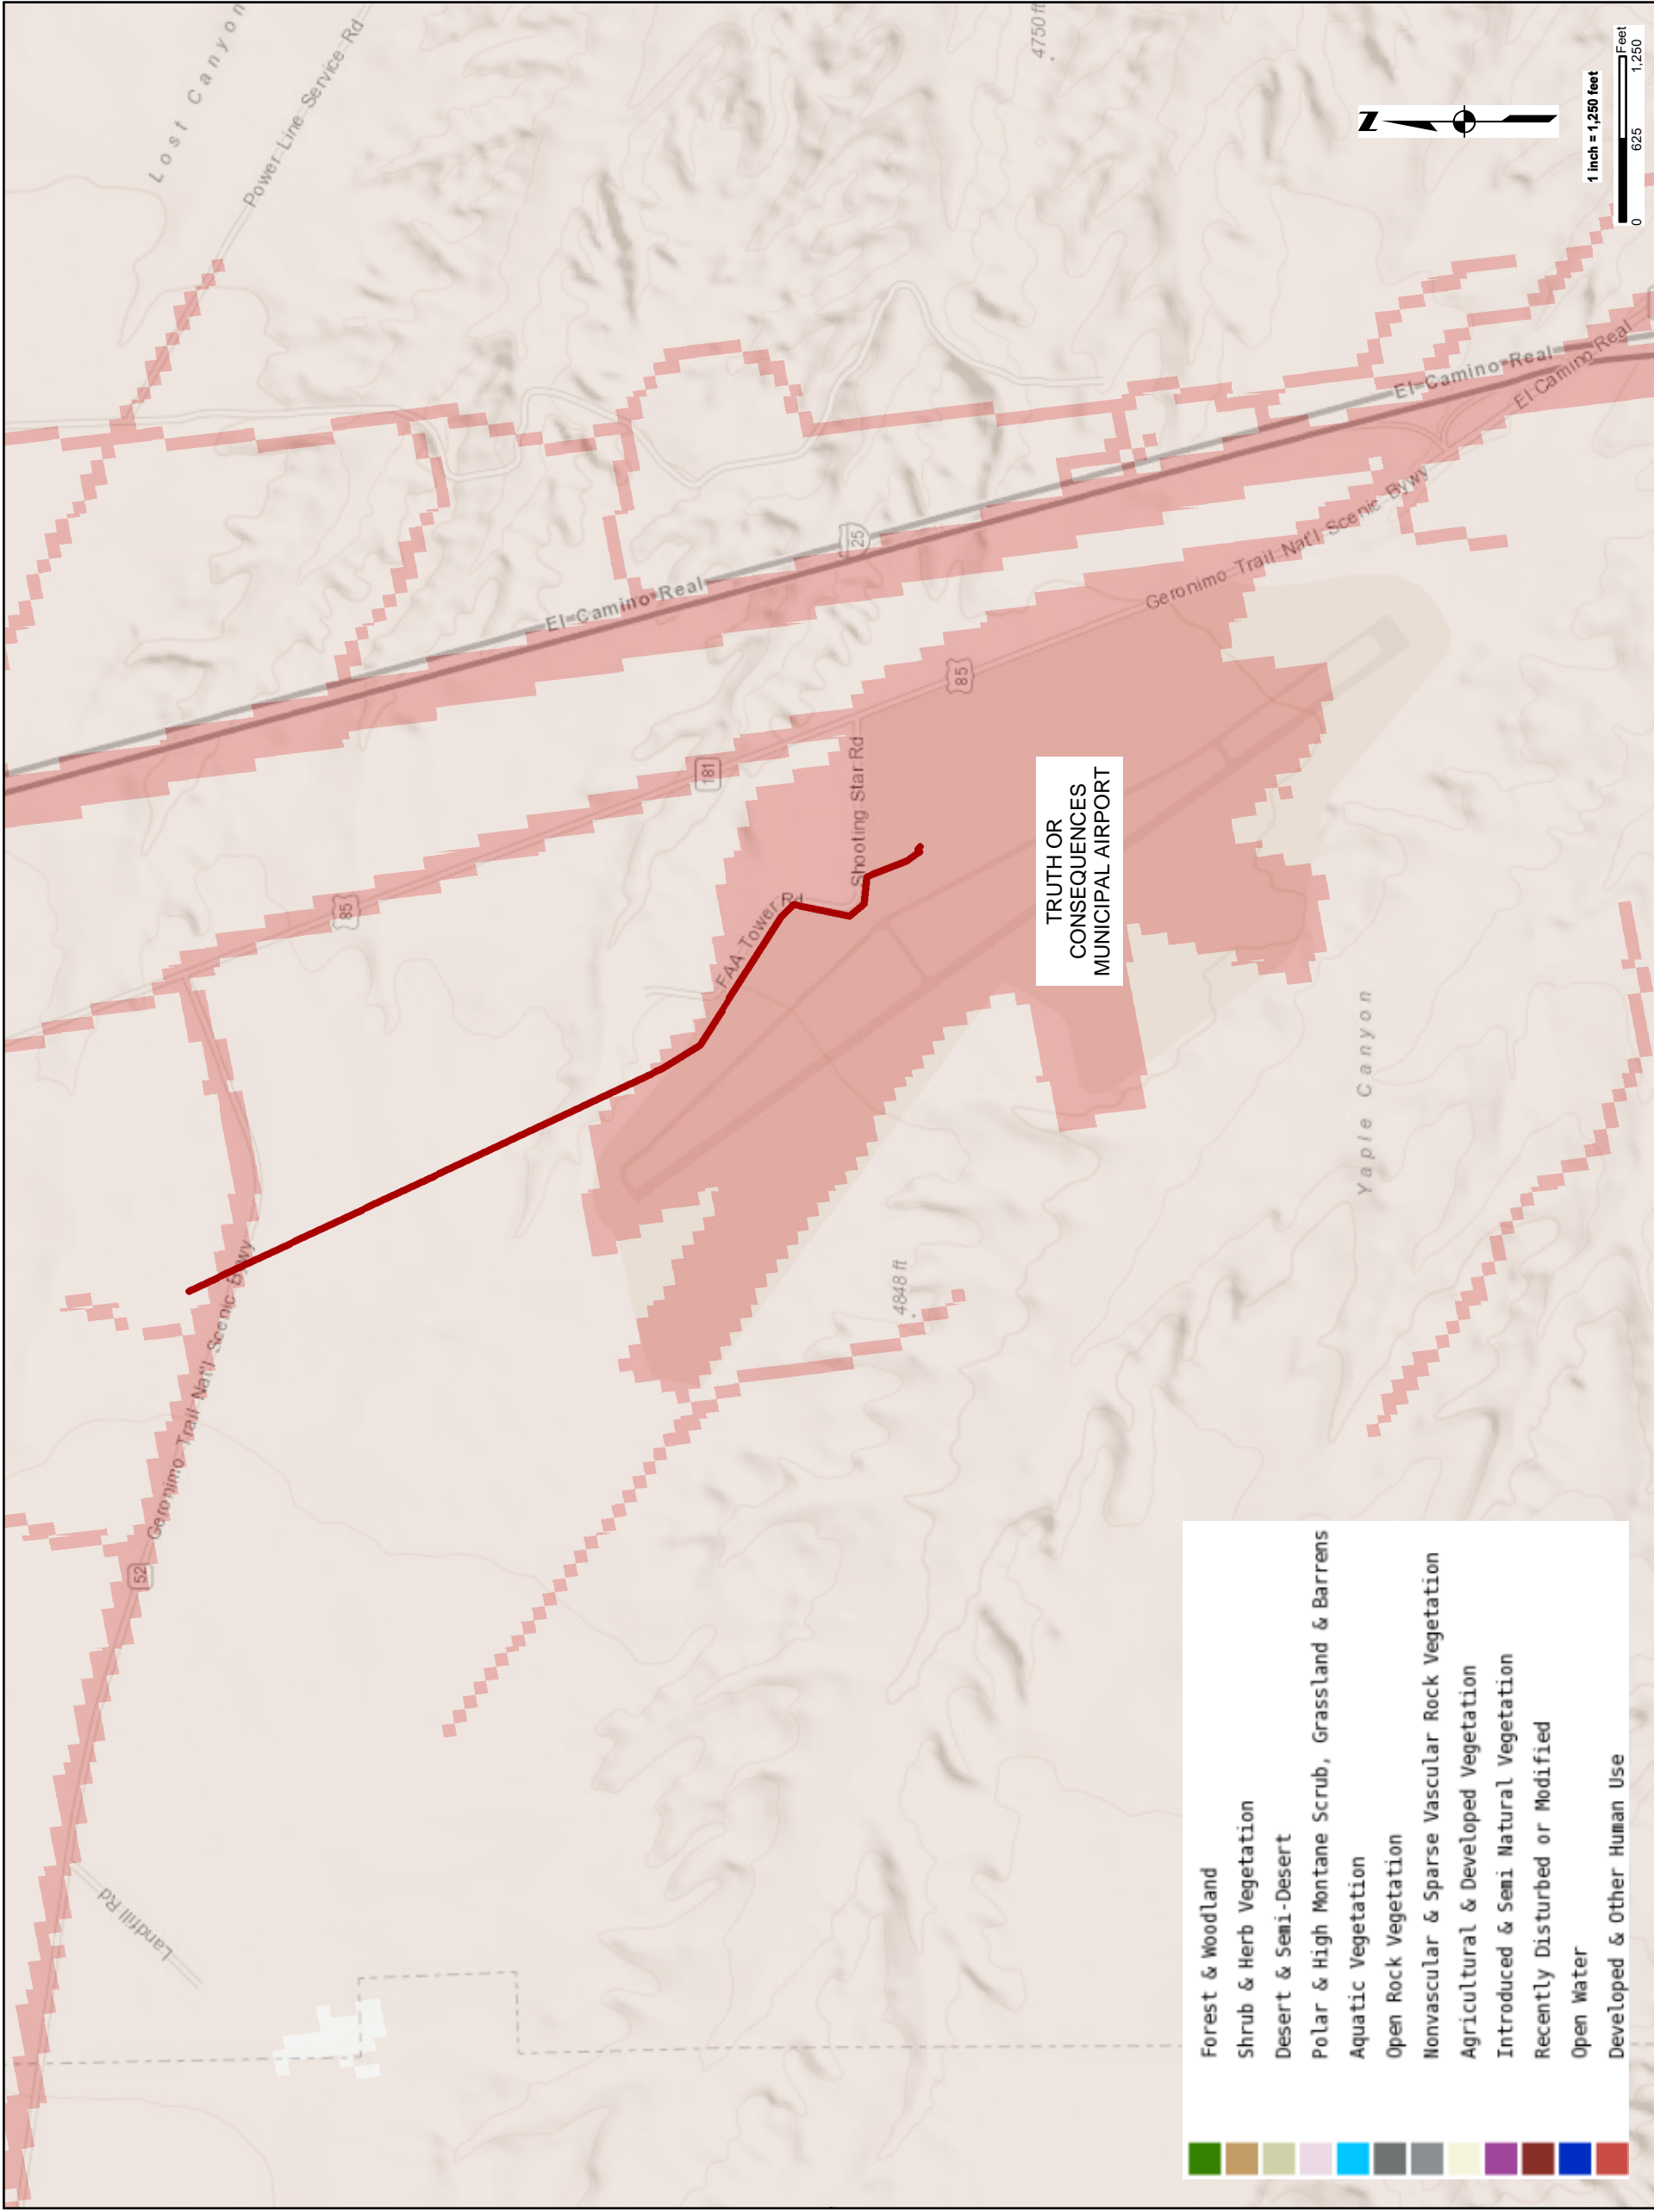 Lost Canyon
Power Line Service Rd
4750 ft
N
1 inch = 1,250 feet
Feet
0 625 1,250
El Camino Real
El Camino Real
El Camino Real
25
Geronimo Trail Nat'l Scenic Bywy
85
181
85
Shooting Star Rd
FAA Tower Rd
TRUTH OR
CONSEQUENCES
MUNICIPAL AIRPORT
Yaple Canyon
4848 ft
Geronimo Trail Nat'l Scenic Bywy
52
Landfill Rd
Forest & Woodland
Shrub & Herb Vegetation
Desert & Semi-Desert
Polar & High Montane Scrub, Grassland & Barrens
Aquatic Vegetation
Open Rock Vegetation
Nonvascular & Sparse Vascular Rock Vegetation
Agricultural & Developed Vegetation
Introduced & Semi Natural Vegetation
Recently Disturbed or Modified
Open Water
Developed & Other Human Use